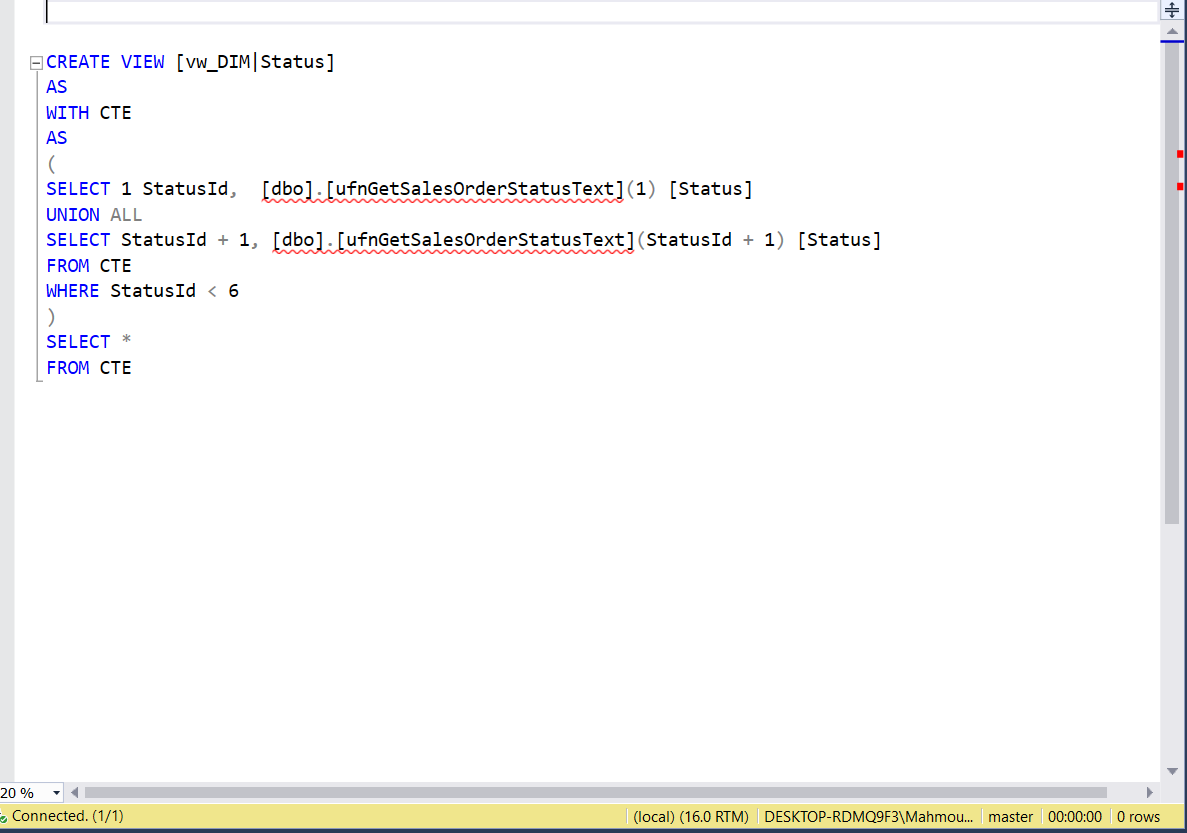 CREATE VIEW [vw_DIM|Status]
AS
WITH CTE
AS
(
SELECT 1 StatusId,  [dbo].[ufnGetSalesOrderStatusText](1) [Status]
UNION ALL
SELECT StatusId + 1, [dbo].[ufnGetSalesOrderStatusText](StatusId + 1) [Status]
FROM CTE
WHERE StatusId < 6
)
SELECT *
FROM CTE
20 %
Connected. (1/1) (local) (16.0 RTM) DESKTOP-RDMQ9F3\Mahmou... master 00:00:00 0 rows